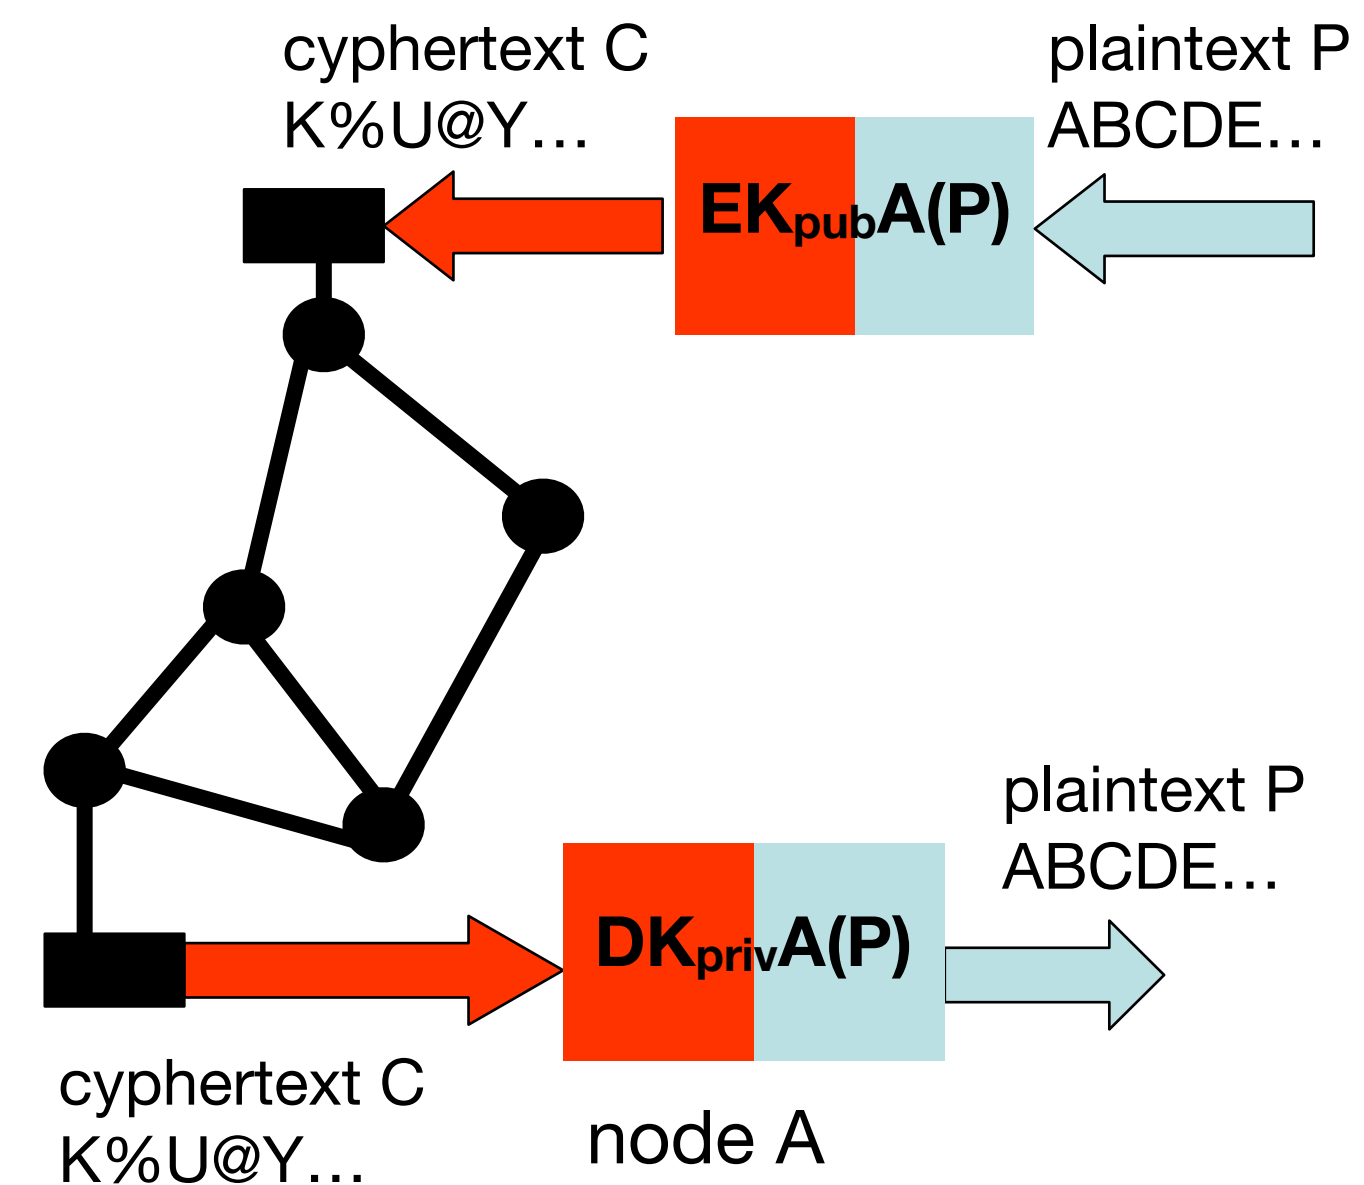 cyphertext C
K%U@Y…
plaintext P
ABCDE…
EKpubA(P)
plaintext P
ABCDE…
DKprivA(P)
cyphertext C
K%U@Y…
node A